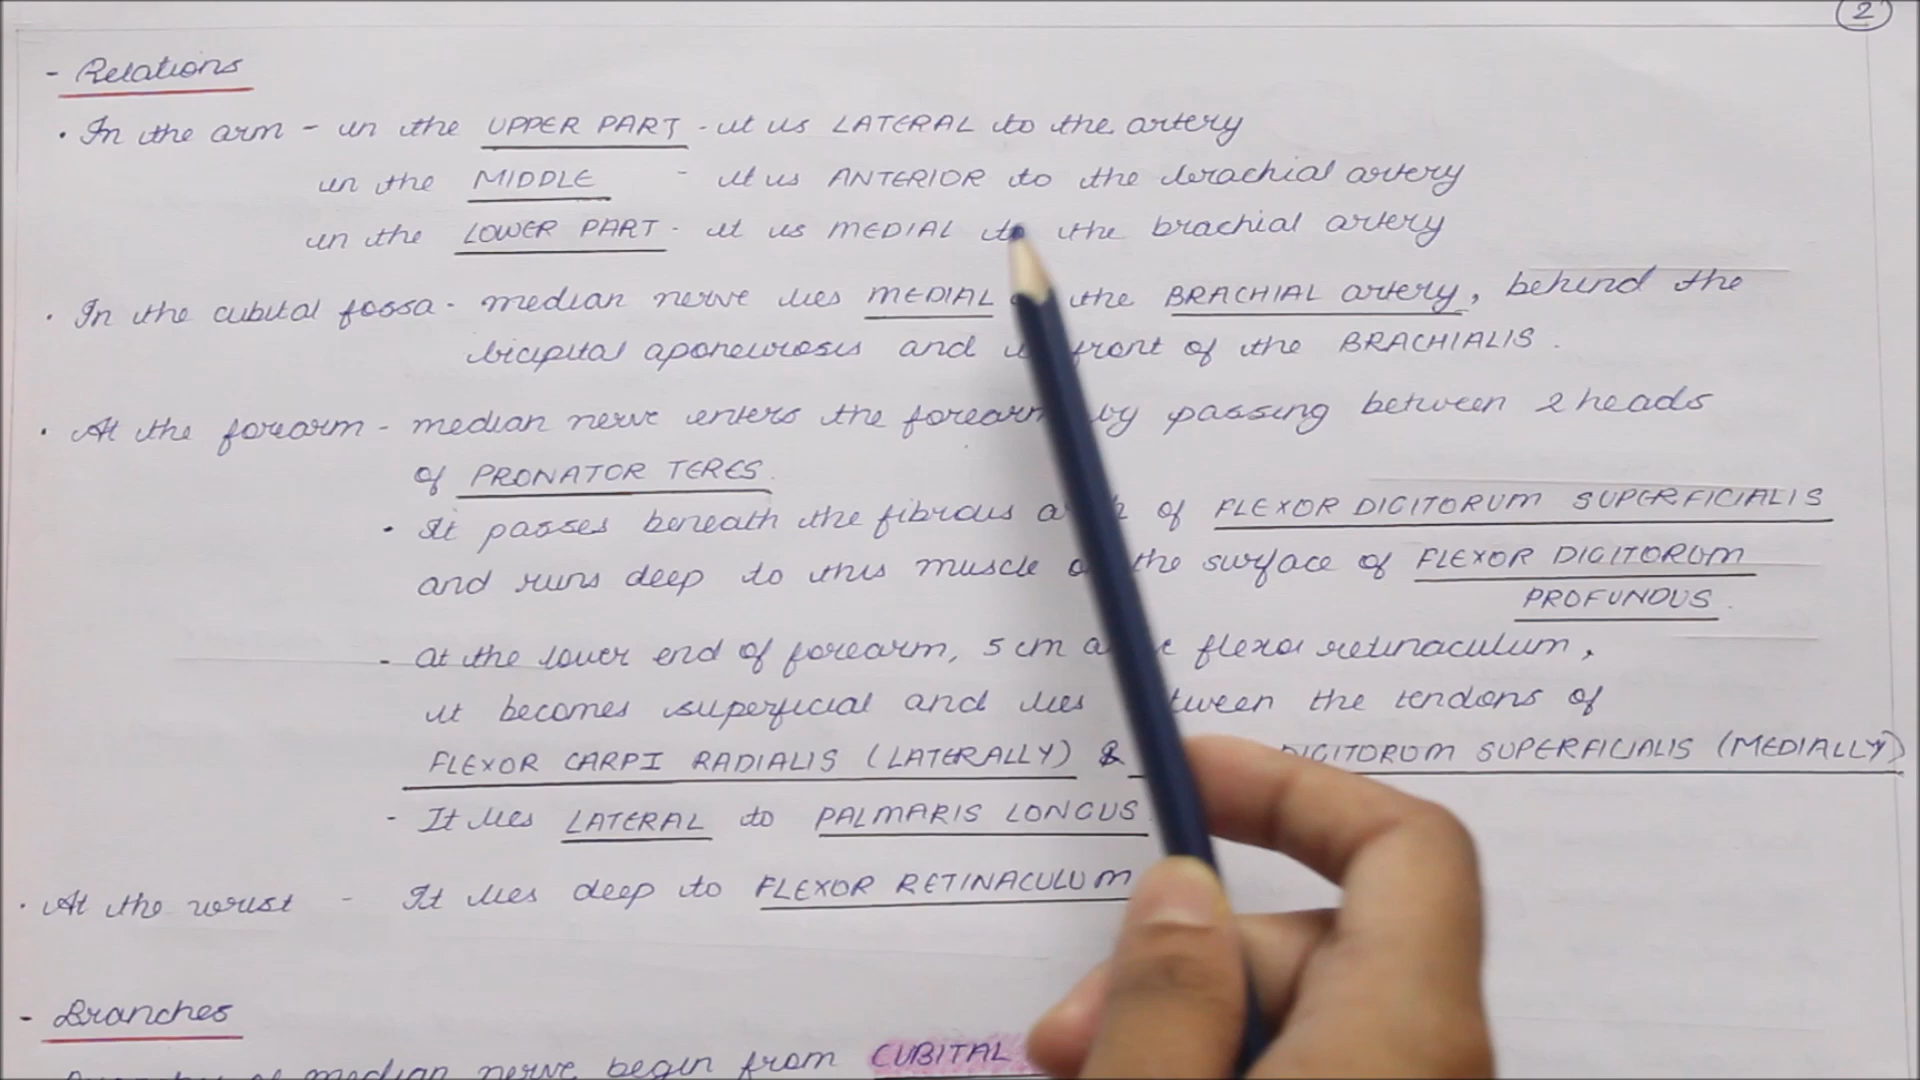 2
- Relations
• In the arm - in the UPPER PART - it is LATERAL to the artery
in the MIDDLE - it is ANTERIOR to the brachial artery
in the LOWER PART - it is MEDIAL to the brachial artery
• In the cubital fossa - median nerve lies MEDIAL the BRACHIAL artery, behind the
bicipital aponeurosis and front of the BRACHIALIS.
• At the forearm - median nerve enters the forearm by passing between 2 heads
of PRONATOR TERES.
• It passes beneath the fibrous of FLEXOR DIGITORUM SUPERFICIALIS
and runs deep to this muscle the surface of FLEXOR DIGITORUM
PROFUNDUS.
- at the lower end of forearm, 5 cm flexor retinaculum,
it becomes superficial and lies between the tendons of
FLEXOR CARPI RADIALIS (LATERALLY) & DIGITORUM SUPERFICIALIS (MEDIALLY)
- It lies LATERAL to PALMARIS LONGUS
• At the wrist - It lies deep to FLEXOR RETINACULUM
- Branches
median nerve begin from CUBITAL